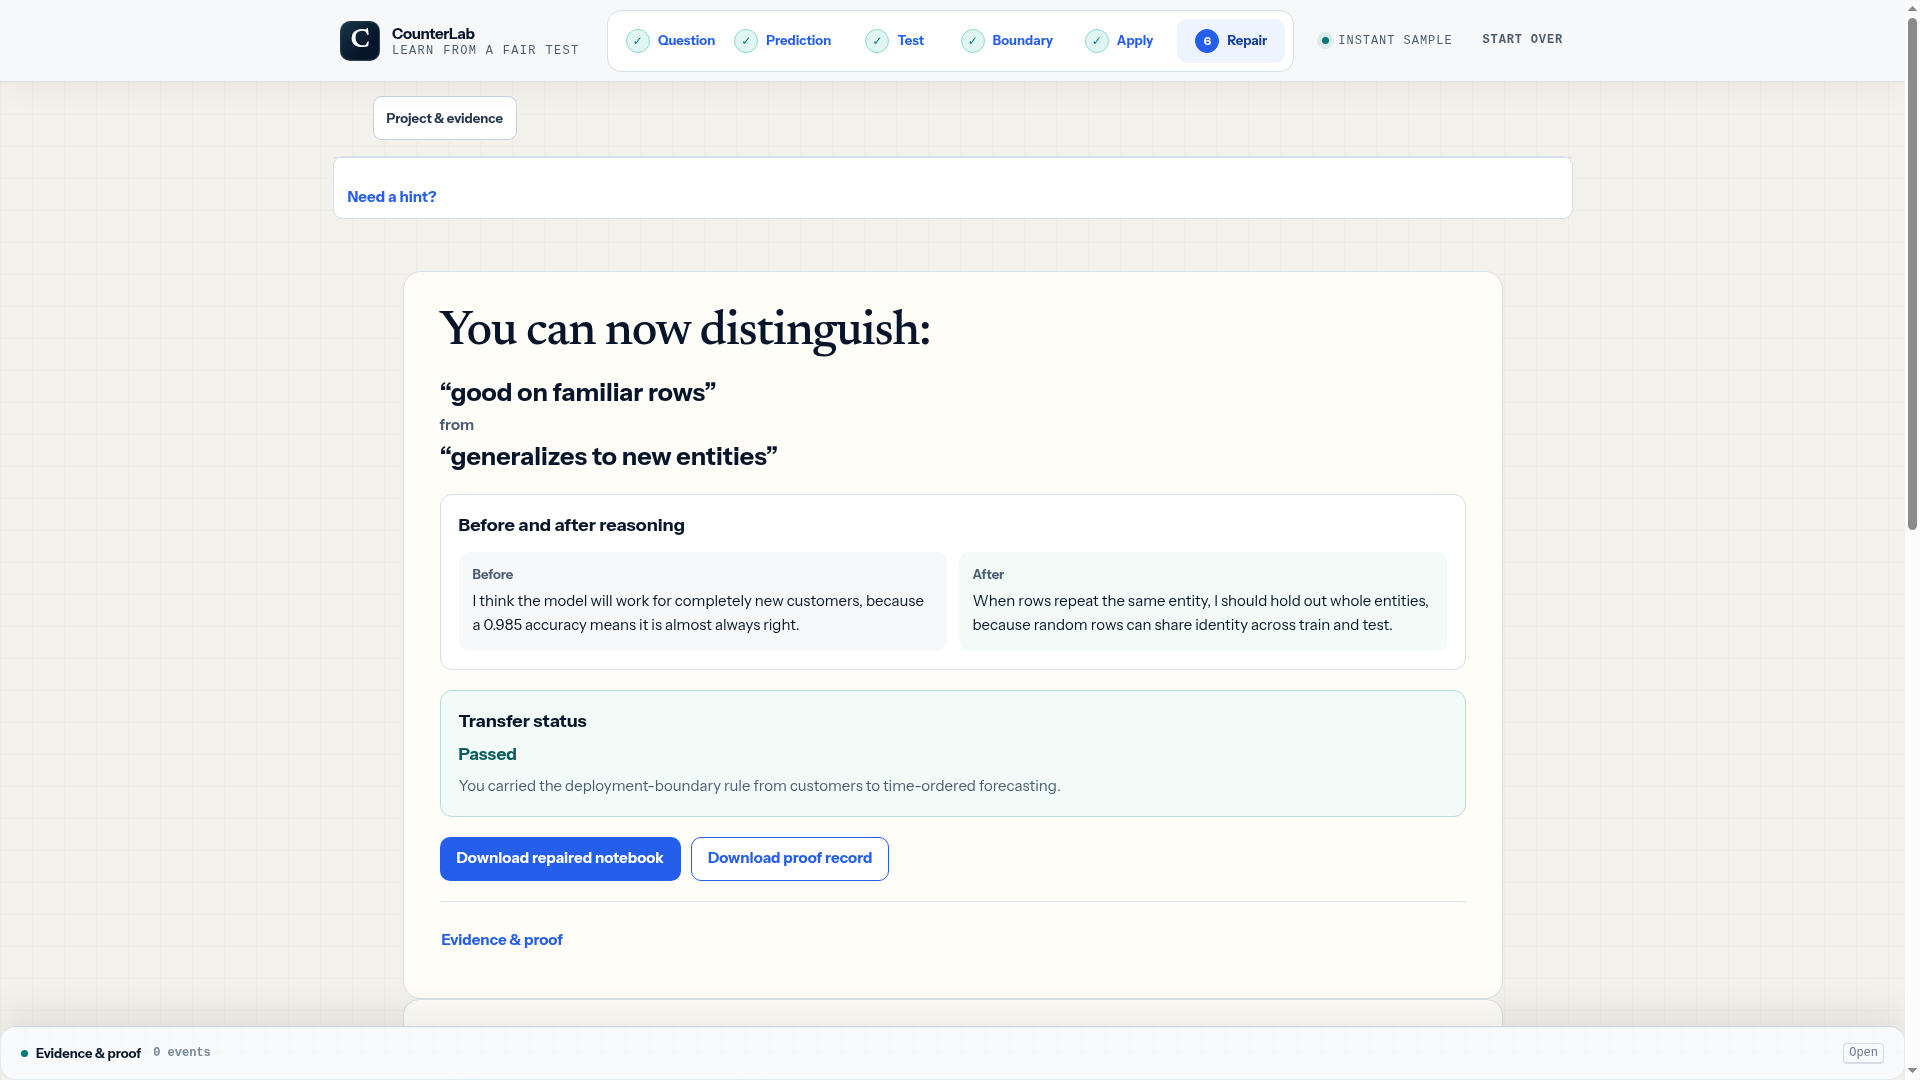 C
CounterLab
LEARN FROM A FAIR TEST
✓ Question
✓ Prediction
✓ Test
✓ Boundary
✓ Apply
6 Repair
INSTANT SAMPLE
START OVER
Project & evidence
Need a hint?
You can now distinguish:
“good on familiar rows”
from
“generalizes to new entities”
Before and after reasoning
Before
I think the model will work for completely new customers, because
a 0.985 accuracy means it is almost always right.
After
When rows repeat the same entity, I should hold out whole entities,
because random rows can share identity across train and test.
Transfer status
Passed
You carried the deployment-boundary rule from customers to time-ordered forecasting.
Download repaired notebook
Download proof record
Evidence & proof
Evidence & proof 0 events
Open